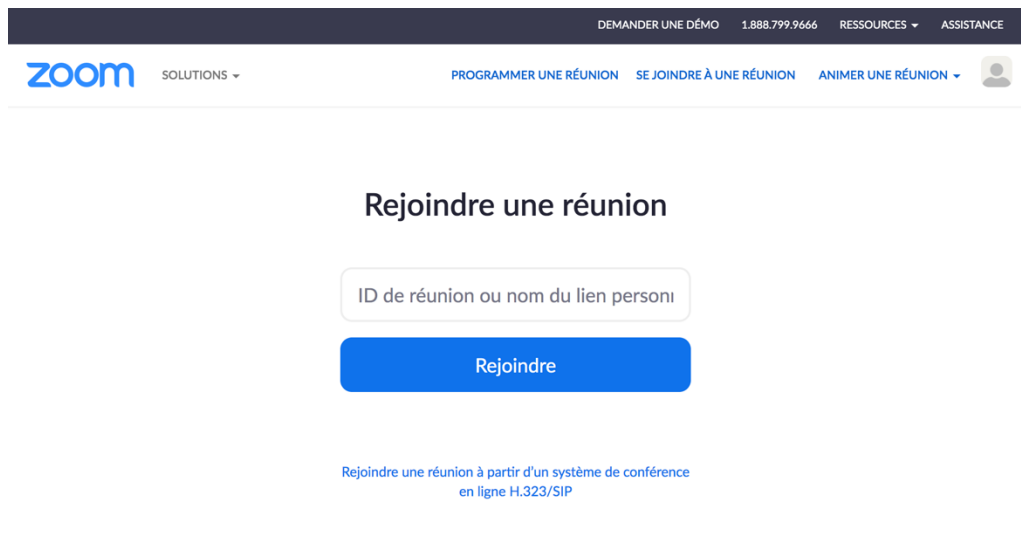 DEMANDER UNE DÉMO 1.888.799.9666 RESSOURCES ASSISTANCE
zoom SOLUTIONS PROGRAMMER UNE RÉUNION SE JOINDRE À UNE RÉUNION ANIMER UNE RÉUNION
Rejoindre une réunion
ID de réunion ou nom du lien personi
Rejoindre
Rejoindre une réunion à partir d'un système de conférence
en ligne H.323/SIP